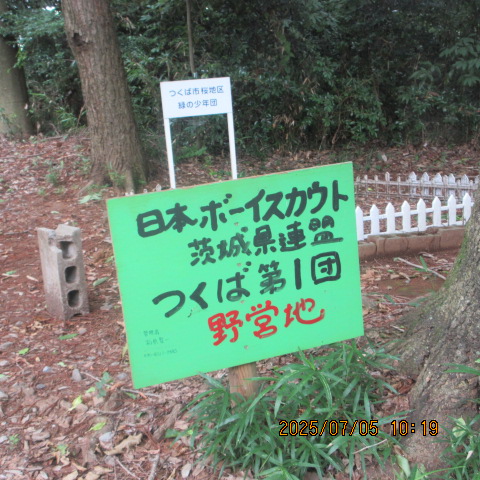 つくば市桜地区
緑の少年団
日本ボーイスカウト
茨城県連盟
つくば第1団
野営地
2025/07/05 10:19